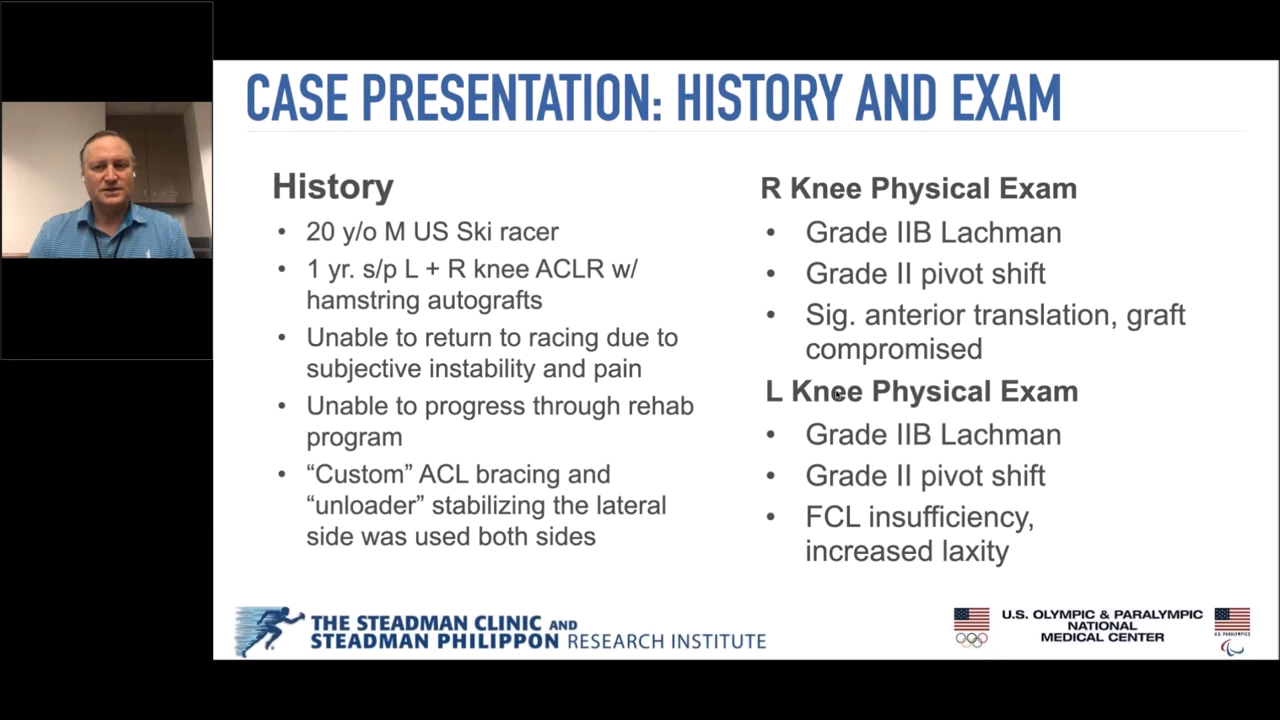 CASE PRESENTATION: HISTORY AND EXAM
History
• 20 y/o M US Ski racer
• 1 yr. s/p L + R knee ACLR w/
hamstring autografts
• Unable to return to racing due to
subjective instability and pain
• Unable to progress through rehab
program
• “Custom” ACL bracing and
“unloader” stabilizing the lateral
side was used both sides
R Knee Physical Exam
• Grade IIB Lachman
• Grade II pivot shift
• Sig. anterior translation, graft
compromised
L Knee Physical Exam
• Grade IIB Lachman
• Grade II pivot shift
• FCL insufficiency,
increased laxity
THE STEADMAN CLINIC AND
STEADMAN PHILIPPON RESEARCH INSTITUTE
U.S. OLYMPIC & PARALYMPIC
NATIONAL
MEDICAL CENTER
U.S. PARALYMPICS